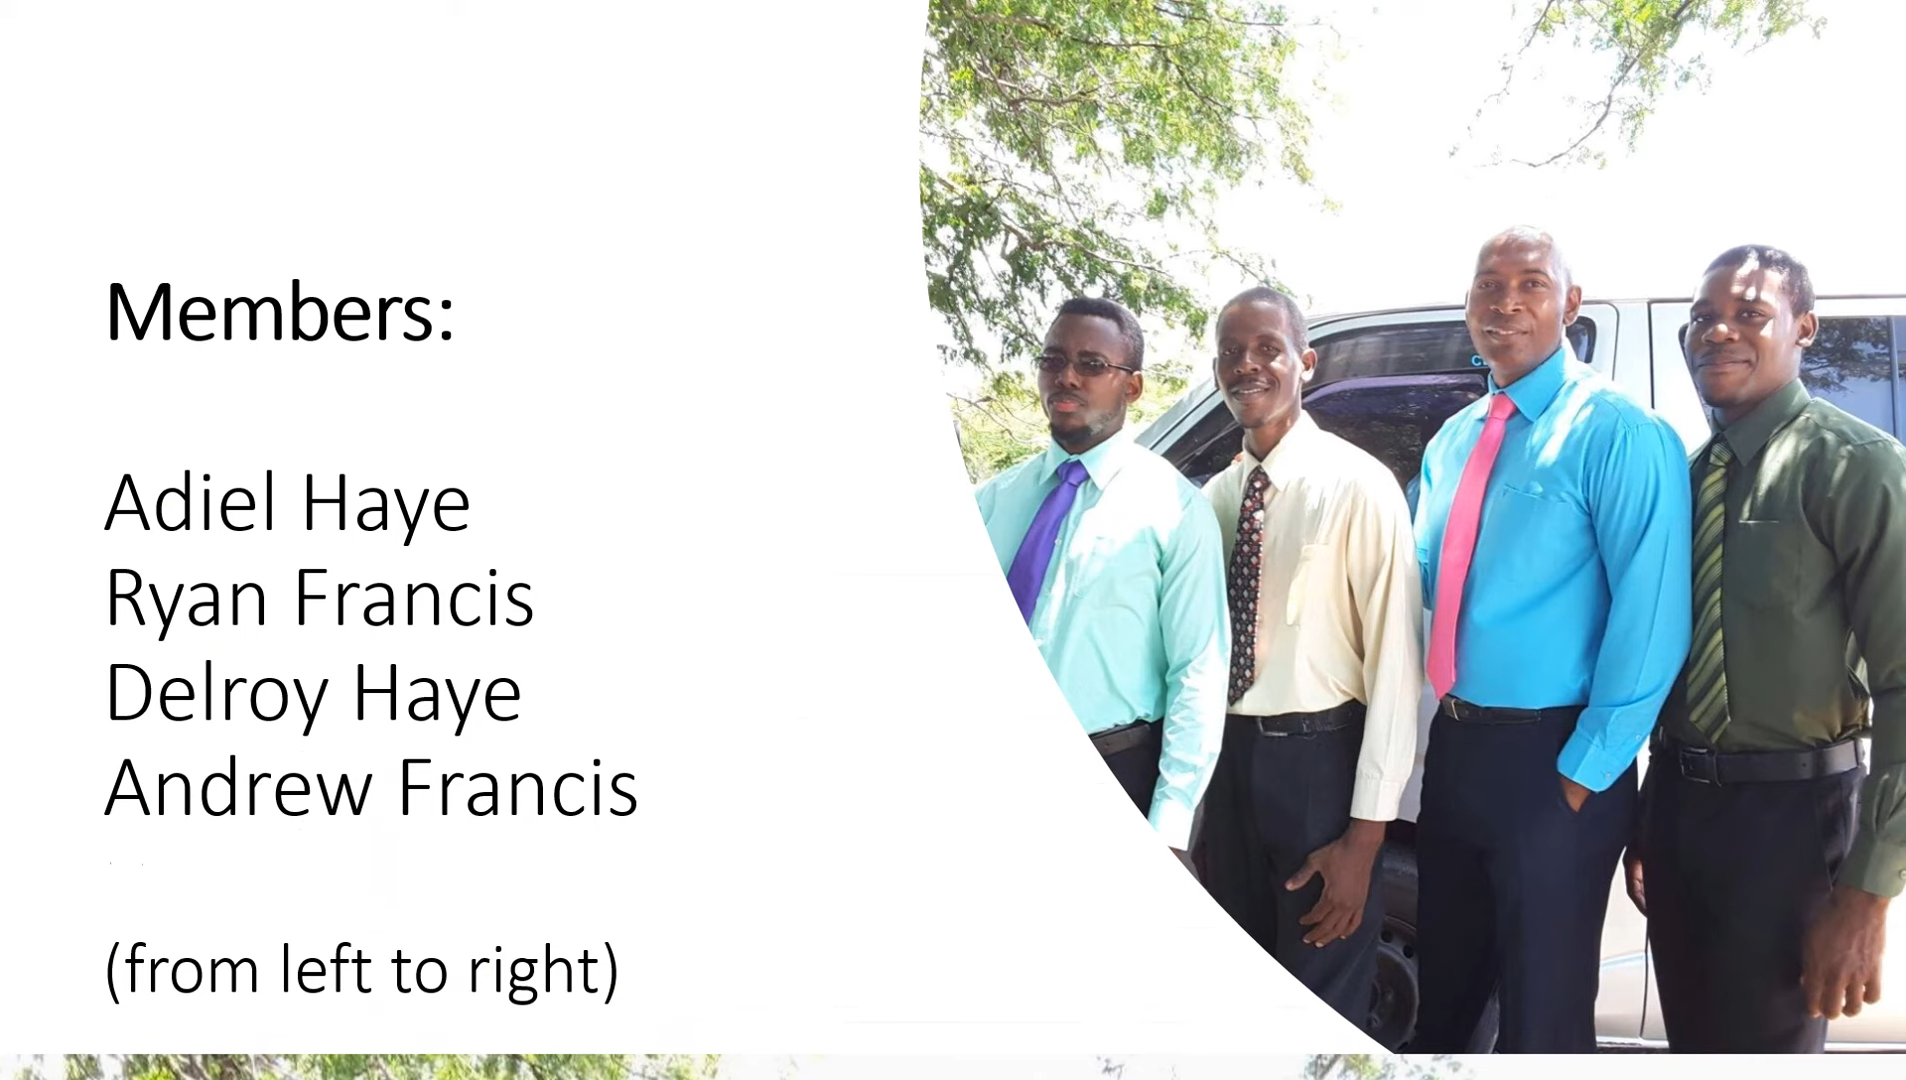 Members:
Adiel Haye
Ryan Francis
Delroy Haye
Andrew Francis
(from left to right)